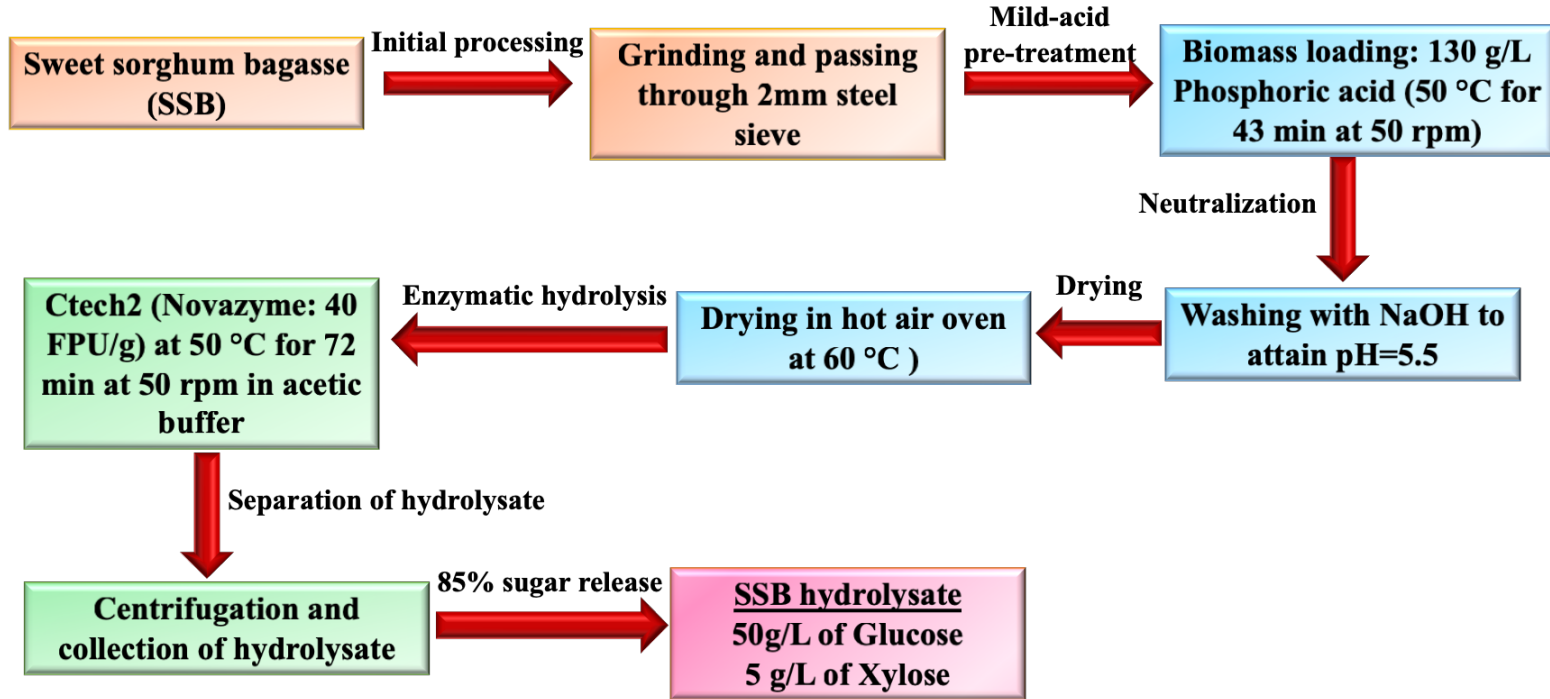 Sweet sorghum bagasse
(SSB)
Initial processing
Grinding and passing
through 2mm steel
sieve
Mild-acid
pre-treatment
Biomass loading: 130 g/L
Phosphoric acid (50 °C for
43 min at 50 rpm)
Neutralization
Washing with NaOH to
attain pH=5.5
Drying
Drying in hot air oven
at 60 °C )
Enzymatic hydrolysis
Ctech2 (Novazyme: 40
FPU/g) at 50 °C for 72
min at 50 rpm in acetic
buffer
Separation of hydrolysate
Centrifugation and
collection of hydrolysate
85% sugar release
SSB hydrolysate
50g/L of Glucose
5 g/L of Xylose